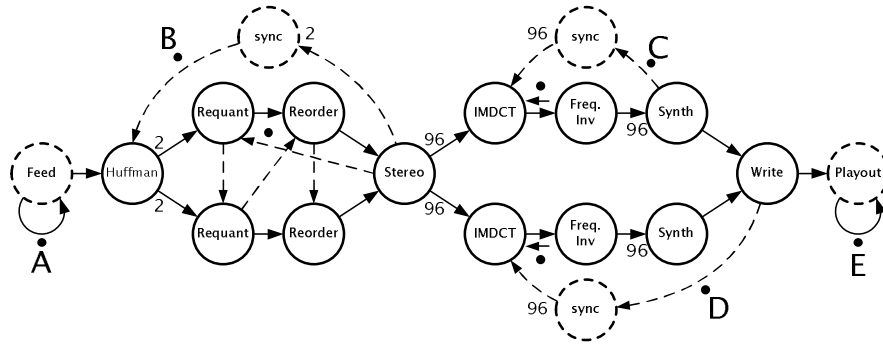 B
sync
2
96
sync
C
Requant
Reorder
IMDCT
Freq.
Inv
Synth
2
96
96
Feed
Huffman
Stereo
Write
Playout
2
96
Requant
Reorder
IMDCT
Freq.
Inv
Synth
96
A
E
96
sync
D